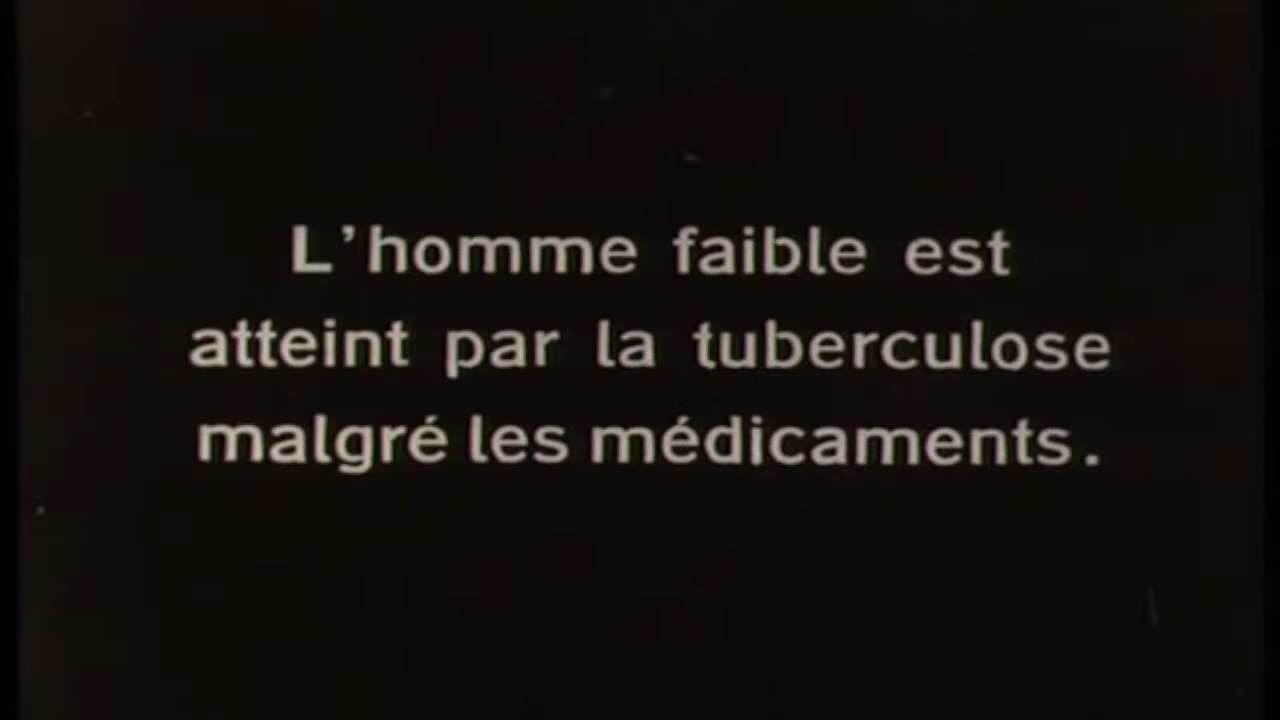 L'homme faible est
atteint par la tuberculose
malgré les médicaments.